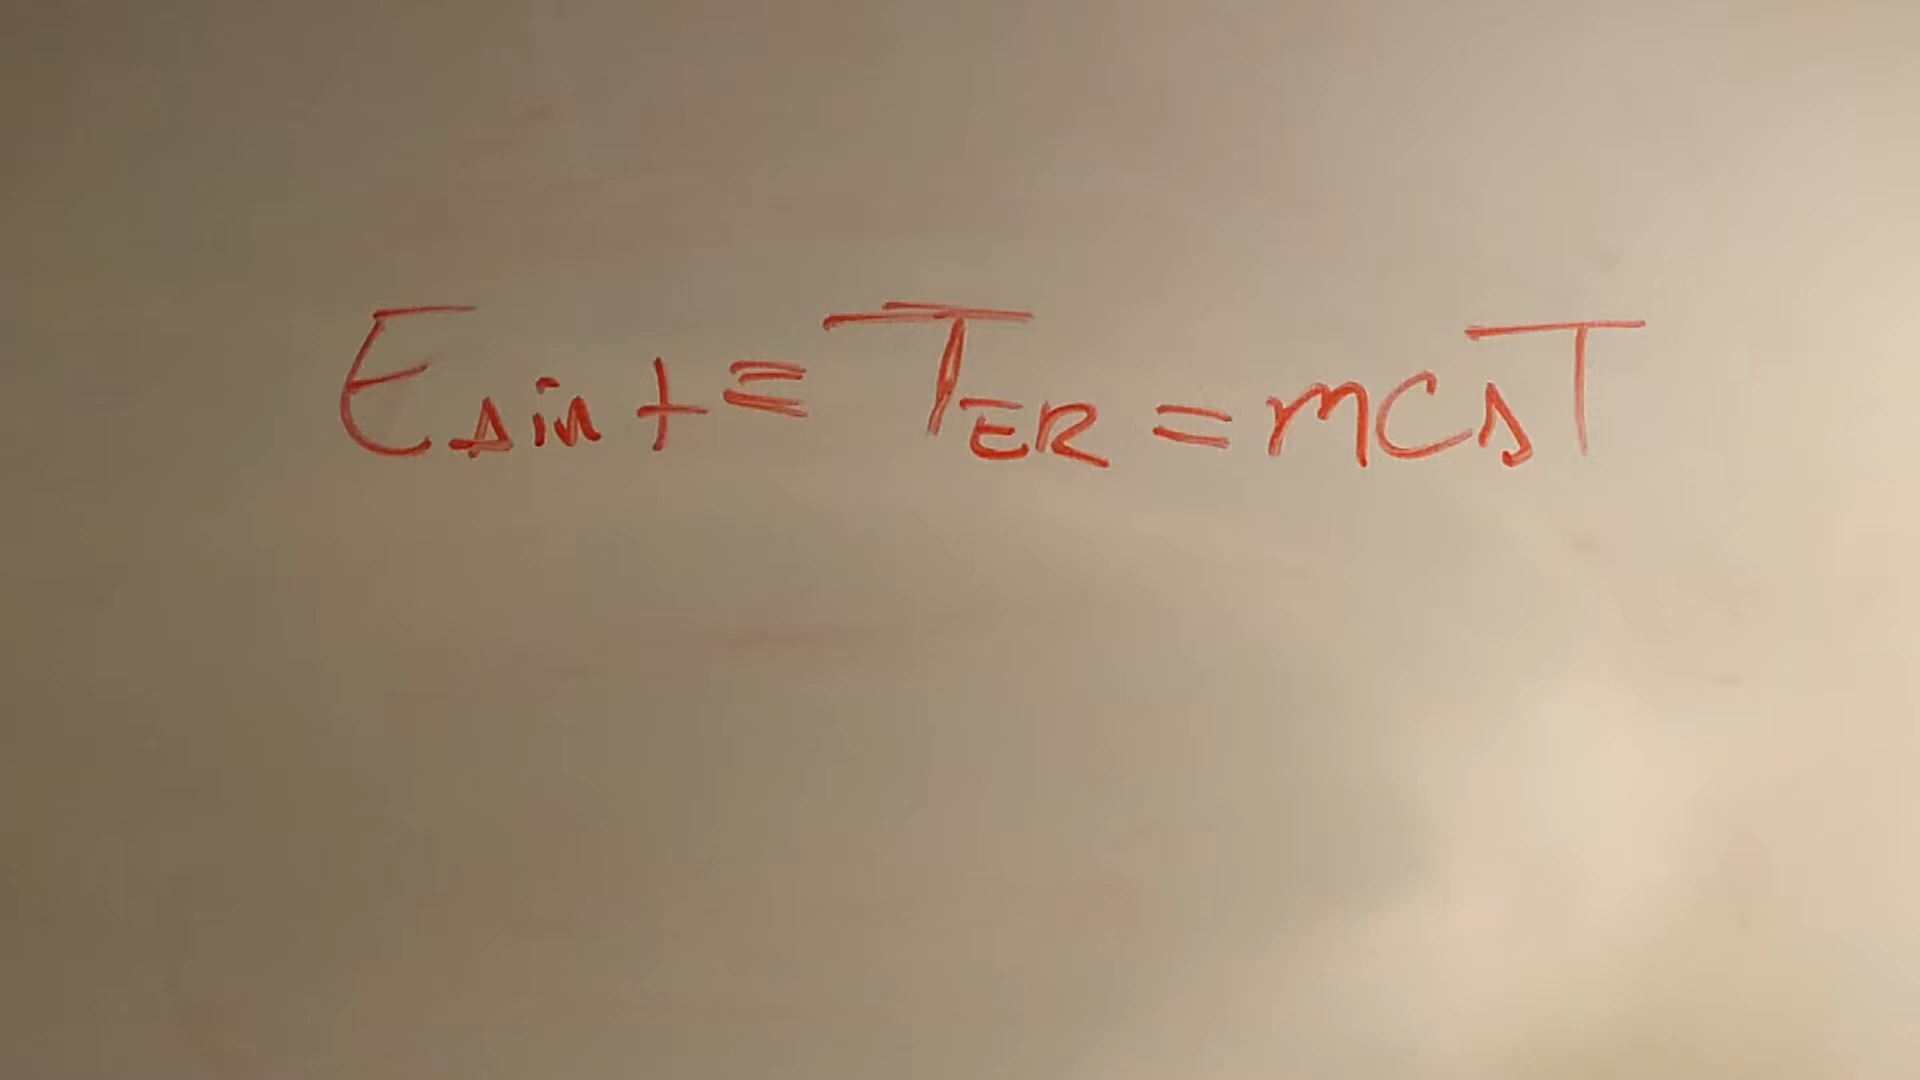 EΔint = TER = mCΔT